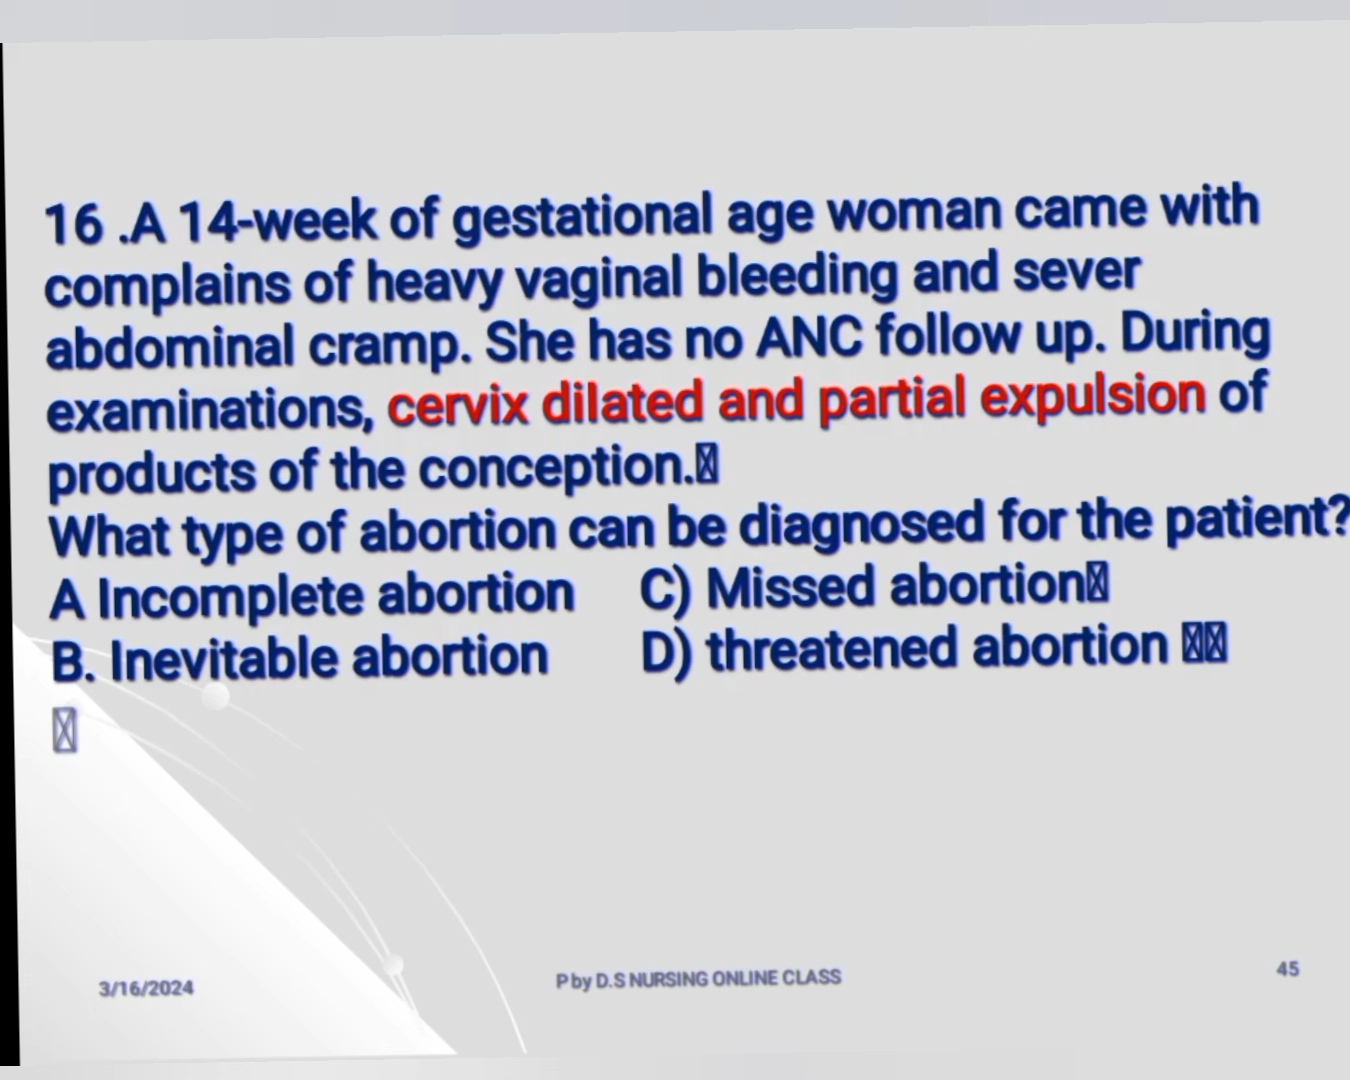 16 .A 14-week of gestational age woman came with
complains of heavy vaginal bleeding and sever
abdominal cramp. She has no ANC follow up. During
examinations, cervix dilated and partial expulsion of
products of the conception.
What type of abortion can be diagnosed for the patient?
A Incomplete abortion C) Missed abortion
B. Inevitable abortion D) threatened abortion
3/16/2024 P by D.S NURSING ONLINE CLASS 45